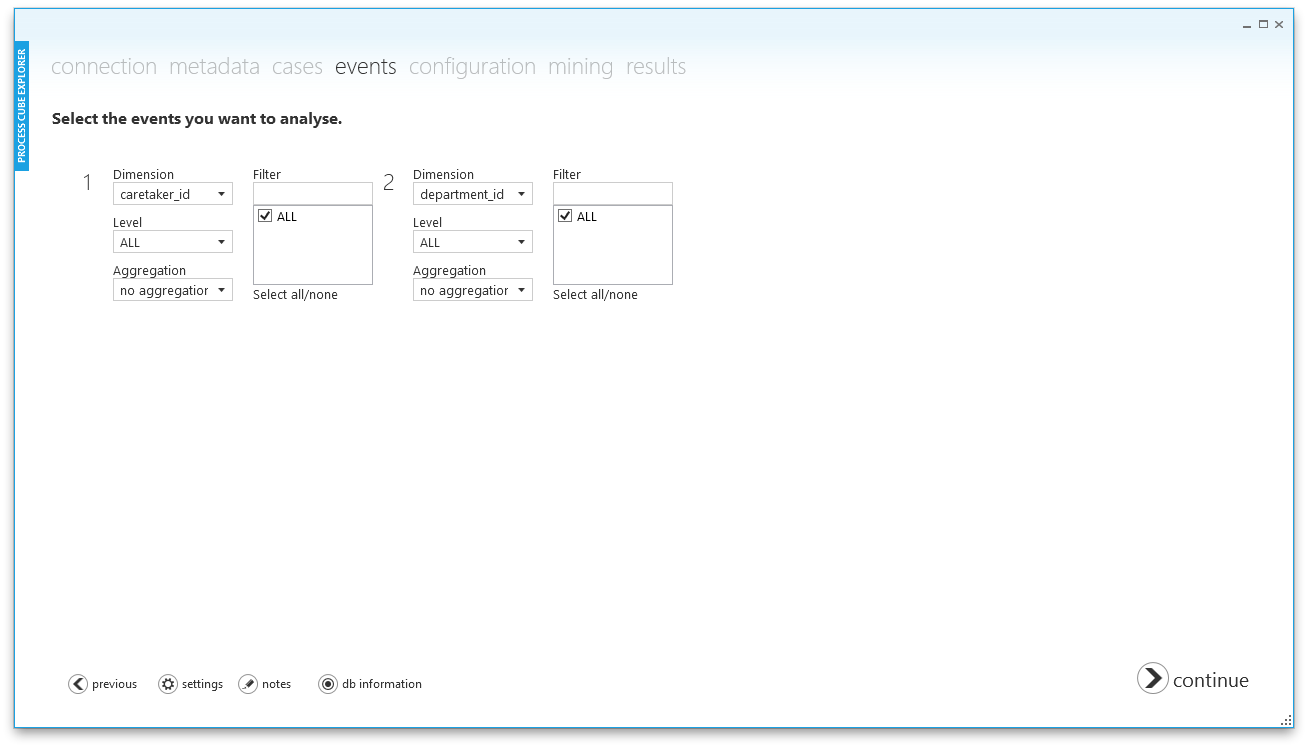 PROCESS CUBE EXPLORER
connection metadata cases events configuration mining results
Select the events you want to analyse.
1 Dimension Filter 2 Dimension Filter
caretaker_id department_id
ALL ALL
Level Level
ALL ALL
Aggregation Aggregation
no aggregation no aggregation
Select all/none Select all/none
previous settings notes db information continue